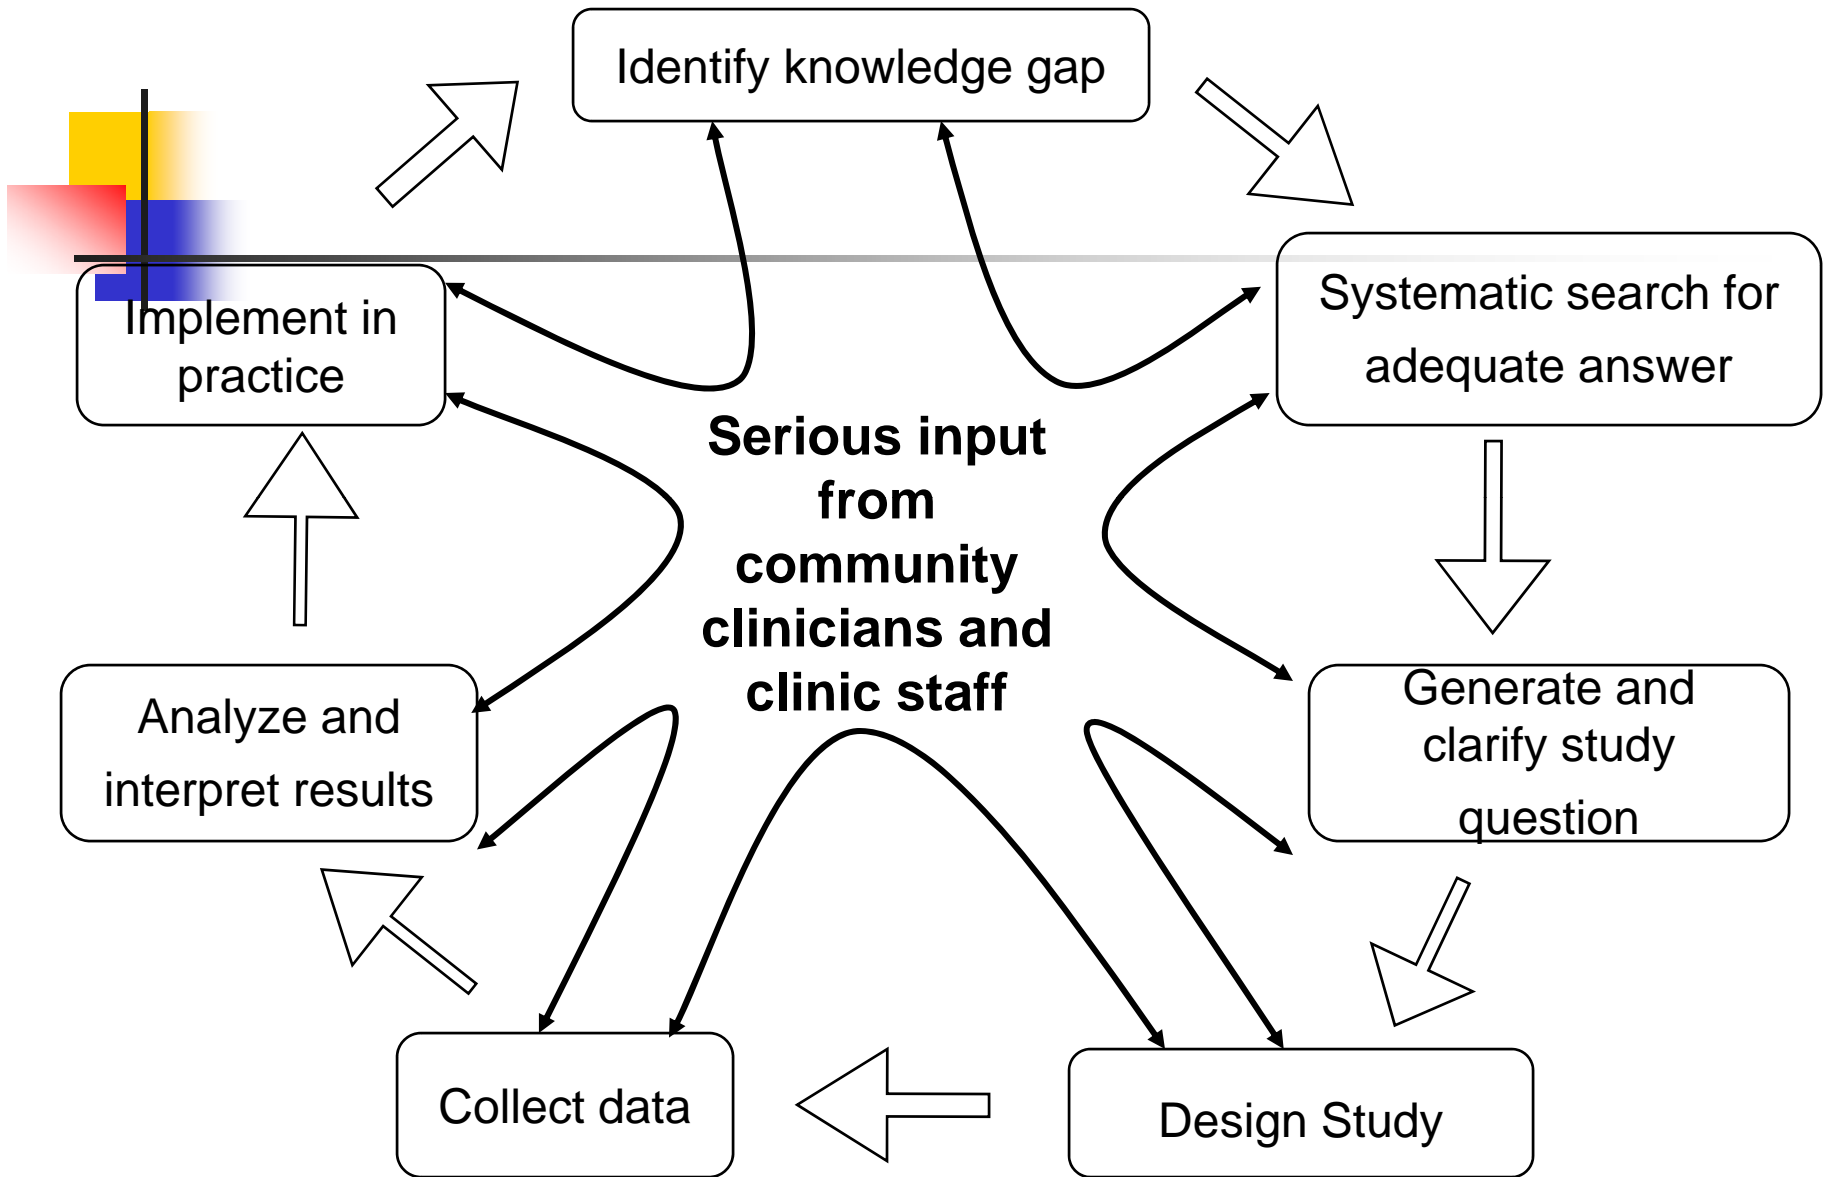 Identify knowledge gap
Systematic search for
adequate answer
Implement in
practice
Serious input
from
community
clinicians and
clinic staff
Generate and
clarify study
question
Analyze and
interpret results
Collect data
Design Study